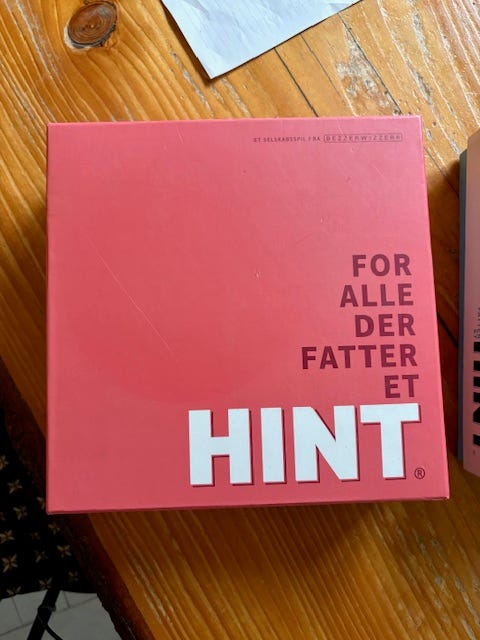 ET SELSKABSSPIL FRA BEZZERWIZZER®
FOR
ALLE
DER
FATTER
ET
HINT®